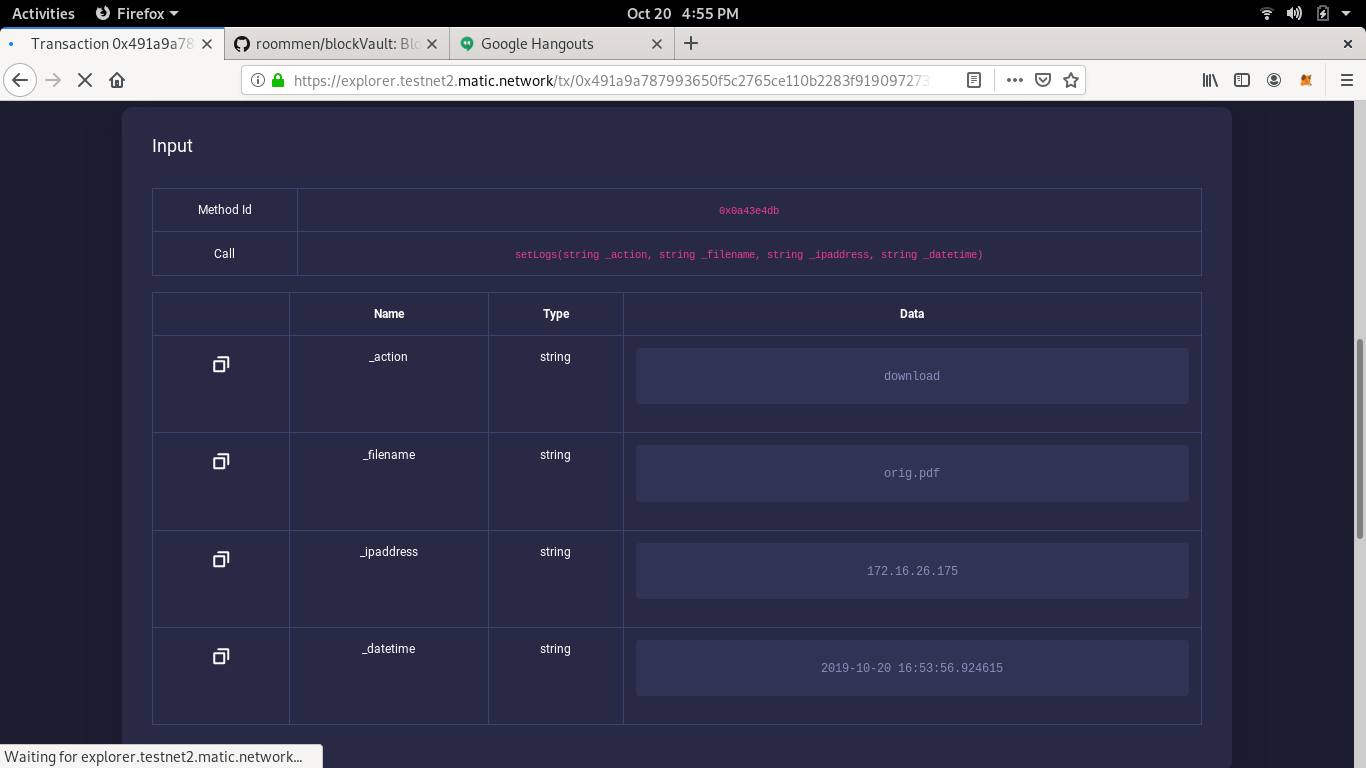 Activities Firefox Oct 20 4:55 PM
Transaction 0x491a9a78 roommen/blockVault: Blo Google Hangouts
https://explorer.testnet2.matic.network/tx/0x491a9a787993650f5c2765ce110b2283f919097273
Input
Method Id 0x0a43e4db
Call setLogs(string _action, string _filename, string _ipaddress, string _datetime)
Name Type Data
_action string download
_filename string orig.pdf
_ipaddress string 172.16.26.175
_datetime string 2019-10-20 16:53:56.924615
Waiting for explorer.testnet2.matic.network...